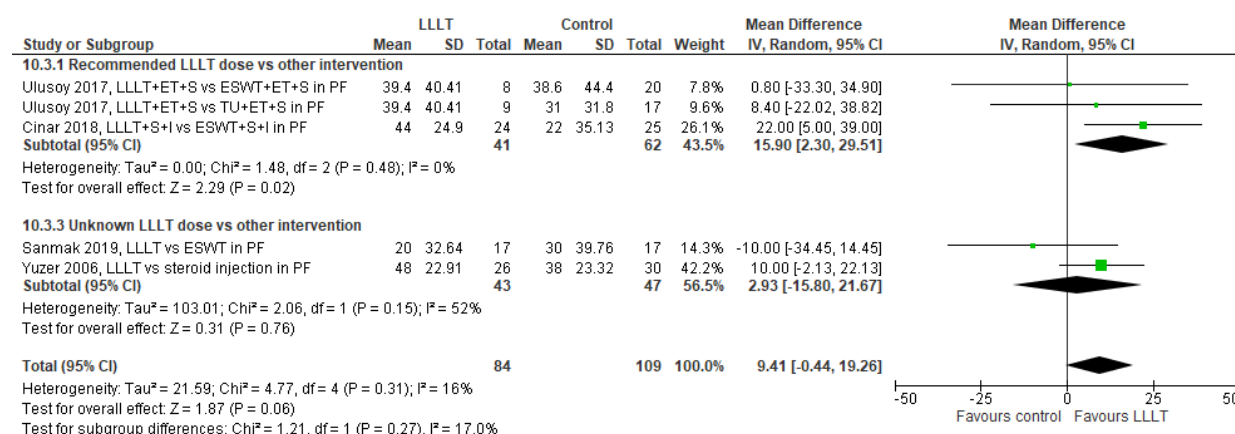 LLLT Control Mean Difference Mean Difference
Study or Subgroup Mean SD Total Mean SD Total Weight IV, Random, 95% CI IV, Random, 95% CI
10.3.1 Recommended LLLT dose vs other intervention
Ulusoy 2017, LLLT+ET+S vs ESWT+ET+S in PF 39.4 40.41 8 38.6 44.4 20 7.8% 0.80 [-33.30, 34.90]
Ulusoy 2017, LLLT+ET+S vs TU+ET+S in PF 39.4 40.41 9 31 31.8 17 9.6% 8.40 [-22.02, 38.82]
Cinar 2018, LLLT+S+I vs ESWT+S+I in PF 44 24.9 24 22 35.13 25 26.1% 22.00 [5.00, 39.00]
Subtotal (95% CI) 41 62 43.5% 15.90 [2.30, 29.51]
Heterogeneity: Tau² = 0.00; Chi² = 1.48, df = 2 (P = 0.48); I² = 0%
Test for overall effect: Z = 2.29 (P = 0.02)
10.3.3 Unknown LLLT dose vs other intervention
Sanmak 2019, LLLT vs ESWT in PF 20 32.64 17 30 39.76 17 14.3% -10.00 [-34.45, 14.45]
Yuzer 2006, LLLT vs steroid injection in PF 48 22.91 26 38 23.32 30 42.2% 10.00 [-2.13, 22.13]
Subtotal (95% CI) 43 47 56.5% 2.93 [-15.80, 21.67]
Heterogeneity: Tau² = 103.01; Chi² = 2.06, df = 1 (P = 0.15); I² = 52%
Test for overall effect: Z = 0.31 (P = 0.76)
Total (95% CI) 84 109 100.0% 9.41 [-0.44, 19.26]
Heterogeneity: Tau² = 21.59; Chi² = 4.77, df = 4 (P = 0.31); I² = 16%
Test for overall effect: Z = 1.87 (P = 0.06)
Test for subgroup differences: Chi² = 1.21, df = 1 (P = 0.27), I² = 17.0%
-50 -25 0 25 50
Favours control Favours LLLT